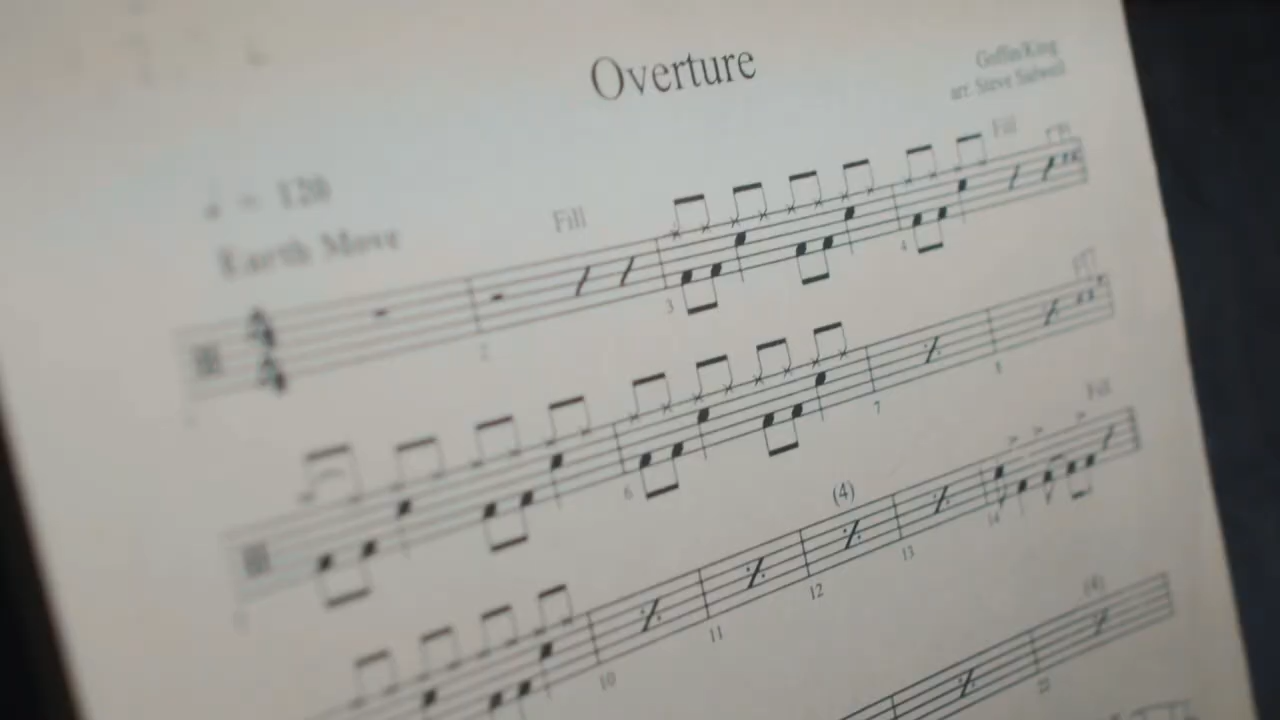 Overture
Goffin/King
arr. Steve Sidwell
♩ = 120
Earth Move
Fill
Fill
2
3
4
6
7
8
Fill
(4)
10
11
12
13
14
(4)